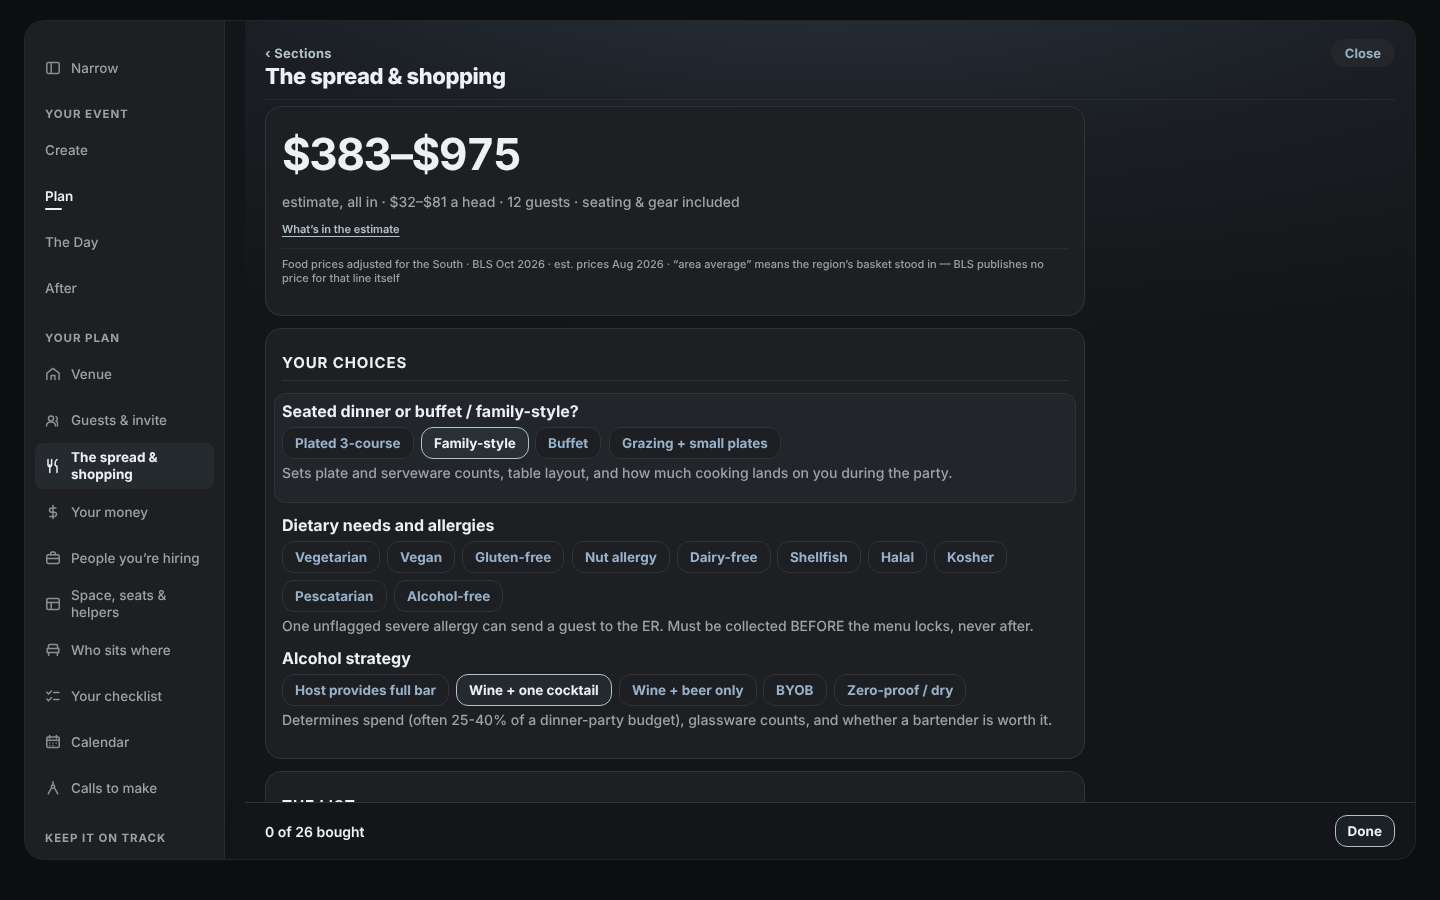 Narrow
YOUR EVENT
Create
Plan
The Day
After
YOUR PLAN
Venue
Guests & invite
The spread &
shopping
Your money
People you’re hiring
Space, seats &
helpers
Who sits where
Your checklist
Calendar
Calls to make
KEEP IT ON TRACK
‹ Sections
The spread & shopping
Close
$383–$975
estimate, all in · $32–$81 a head · 12 guests · seating & gear included
What’s in the estimate
Food prices adjusted for the South · BLS Oct 2026 · est. prices Aug 2026 · “area average” means the region’s basket stood in — BLS publishes no
price for that line itself
YOUR CHOICES
Seated dinner or buffet / family-style?
Plated 3-course Family-style Buffet Grazing + small plates
Sets plate and serveware counts, table layout, and how much cooking lands on you during the party.
Dietary needs and allergies
Vegetarian Vegan Gluten-free Nut allergy Dairy-free Shellfish Halal Kosher
Pescatarian Alcohol-free
One unflagged severe allergy can send a guest to the ER. Must be collected BEFORE the menu locks, never after.
Alcohol strategy
Host provides full bar Wine + one cocktail Wine + beer only BYOB Zero-proof / dry
Determines spend (often 25-40% of a dinner-party budget), glassware counts, and whether a bartender is worth it.
THE LIST
0 of 26 bought
Done